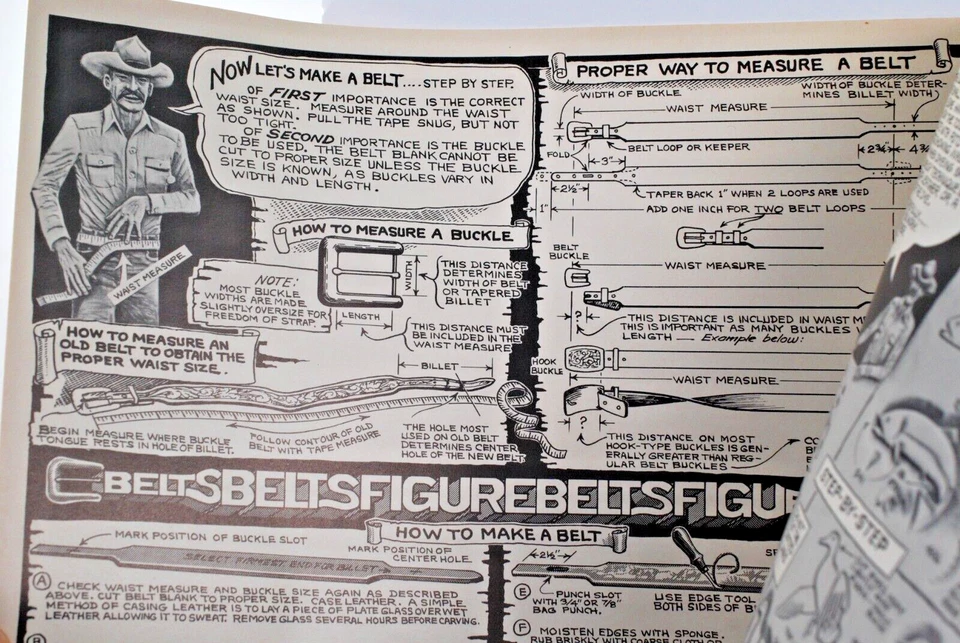 NOW LET'S MAKE A BELT....STEP BY STEP.
OF FIRST IMPORTANCE IS THE CORRECT
WAIST SIZE. MEASURE AROUND THE WAIST
AS SHOWN. PULL THE TAPE SNUG, BUT NOT
TOO TIGHT.
OF SECOND IMPORTANCE IS THE BUCKLE
TO BE USED. THE BELT BLANK CANNOT BE
CUT TO PROPER SIZE UNLESS THE BUCKLE
SIZE IS KNOWN, AS BUCKLES VARY IN
WIDTH AND LENGTH.
WAIST MEASURE
HOW TO MEASURE A BUCKLE
NOTE:
MOST BUCKLE
WIDTHS ARE MADE
SLIGHTLY OVERSIZE FOR
FREEDOM OF STRAP.
WIDTH
LENGTH
THIS DISTANCE
DETERMINES
WIDTH OF BELT
OR TAPERED
BILLET
THIS DISTANCE MUST
BE INCLUDED IN THE
WAIST MEASURE
HOW TO MEASURE AN
OLD BELT TO OBTAIN THE
PROPER WAIST SIZE.
BILLET
BEGIN MEASURE WHERE BUCKLE
TONGUE RESTS IN HOLE OF BILLET.
FOLLOW CONTOUR OF OLD
BELT WITH TAPE MEASURE
THE HOLE MOST
USED ON OLD BELT
DETERMINES CENTER
HOLE OF THE NEW BELT
PROPER WAY TO MEASURE A BELT
WIDTH OF BUCKLE
WIDTH OF BUCKLE DETER-
MINES BILLET WIDTH)
WAIST MEASURE
BELT LOOP OR KEEPER
FOLD
3"
2 3/4"
4 3/4
2½"
1"
TAPER BACK 1" WHEN 2 LOOPS ARE USED
ADD ONE INCH FOR TWO BELT LOOPS
BELT
BUCKLE
WAIST MEASURE
?
THIS DISTANCE IS INCLUDED IN WAIST M
THIS IS IMPORTANT AS MANY BUCKLES
LENGTH — Example below:
HOOK
BUCKLE
WAIST MEASURE
?
THIS DISTANCE ON MOST
HOOK-TYPE BUCKLES IS GEN-
ERALLY GREATER THAN REG-
ULAR BELT BUCKLES
BELTSBELTSFIGUREBELTSFIGU
HOW TO MAKE A BELT
MARK POSITION OF BUCKLE SLOT
SELECT FIRMEST END FOR BILLET
MARK POSITION OF
CENTER HOLE.
A CHECK WAIST MEASURE AND BUCKLE SIZE AGAIN AS DESCRIBED
ABOVE. CUT BELT BLANK TO PROPER SIZE. CASE LEATHER. A SIMPLE
METHOD OF CASING LEATHER IS TO LAY A PIECE OF PLATE GLASS OVER WET
LEATHER ALLOWING IT TO SWEAT. REMOVE GLASS SEVERAL HOURS BEFORE CARVING.
B
2½"
E PUNCH SLOT
WITH 3/4" OR 7/8"
BAG PUNCH.
USE EDGE TOOL
BOTH SIDES OF B
F MOISTEN EDGES WITH SPONGE.
RUB BRISKLY WITH COARSE CLOTH OR
STEP-BY-STEP